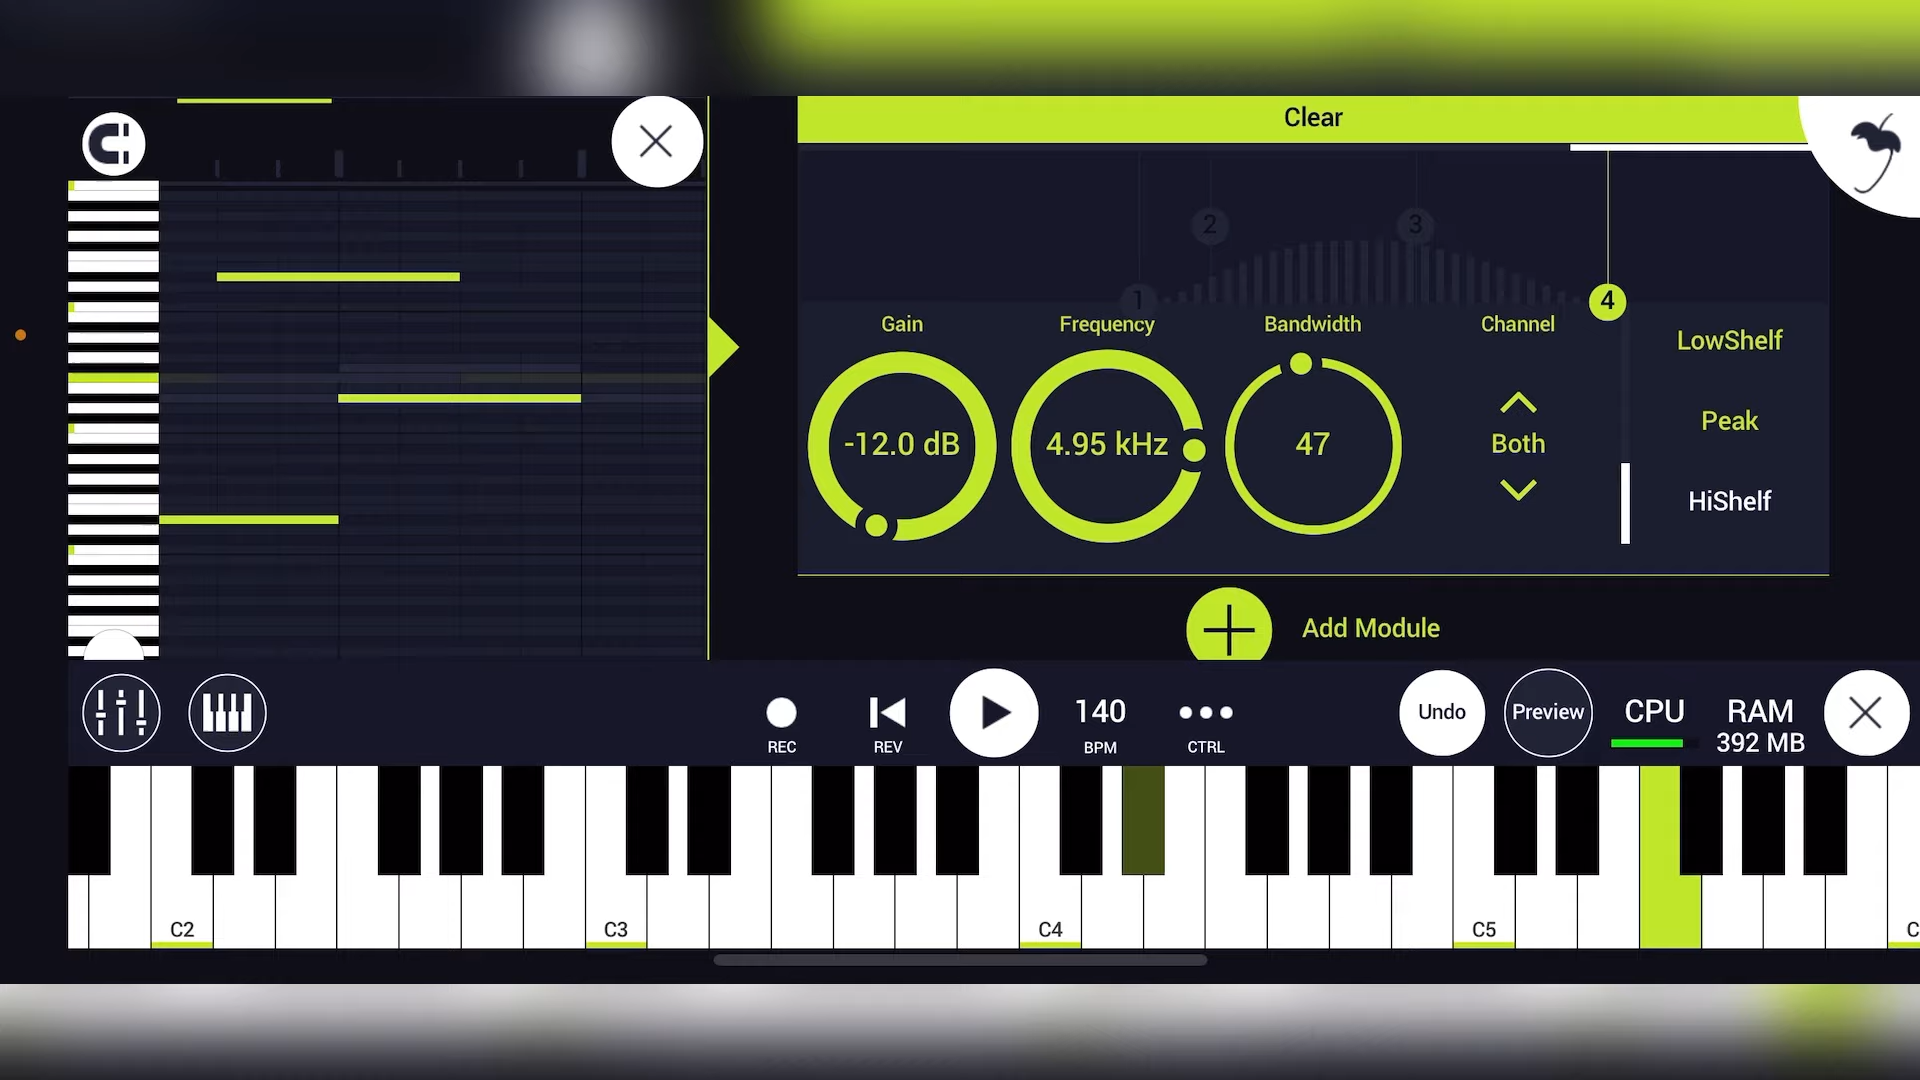 Clear
2
3
1
4
Gain
Frequency
Bandwidth
Channel
LowShelf
-12.0 dB
4.95 kHz
47
Both
Peak
HiShelf
Add Module
REC
REV
140
BPM
CTRL
Undo
Preview
CPU
RAM
392 MB
C2
C3
C4
C5
C